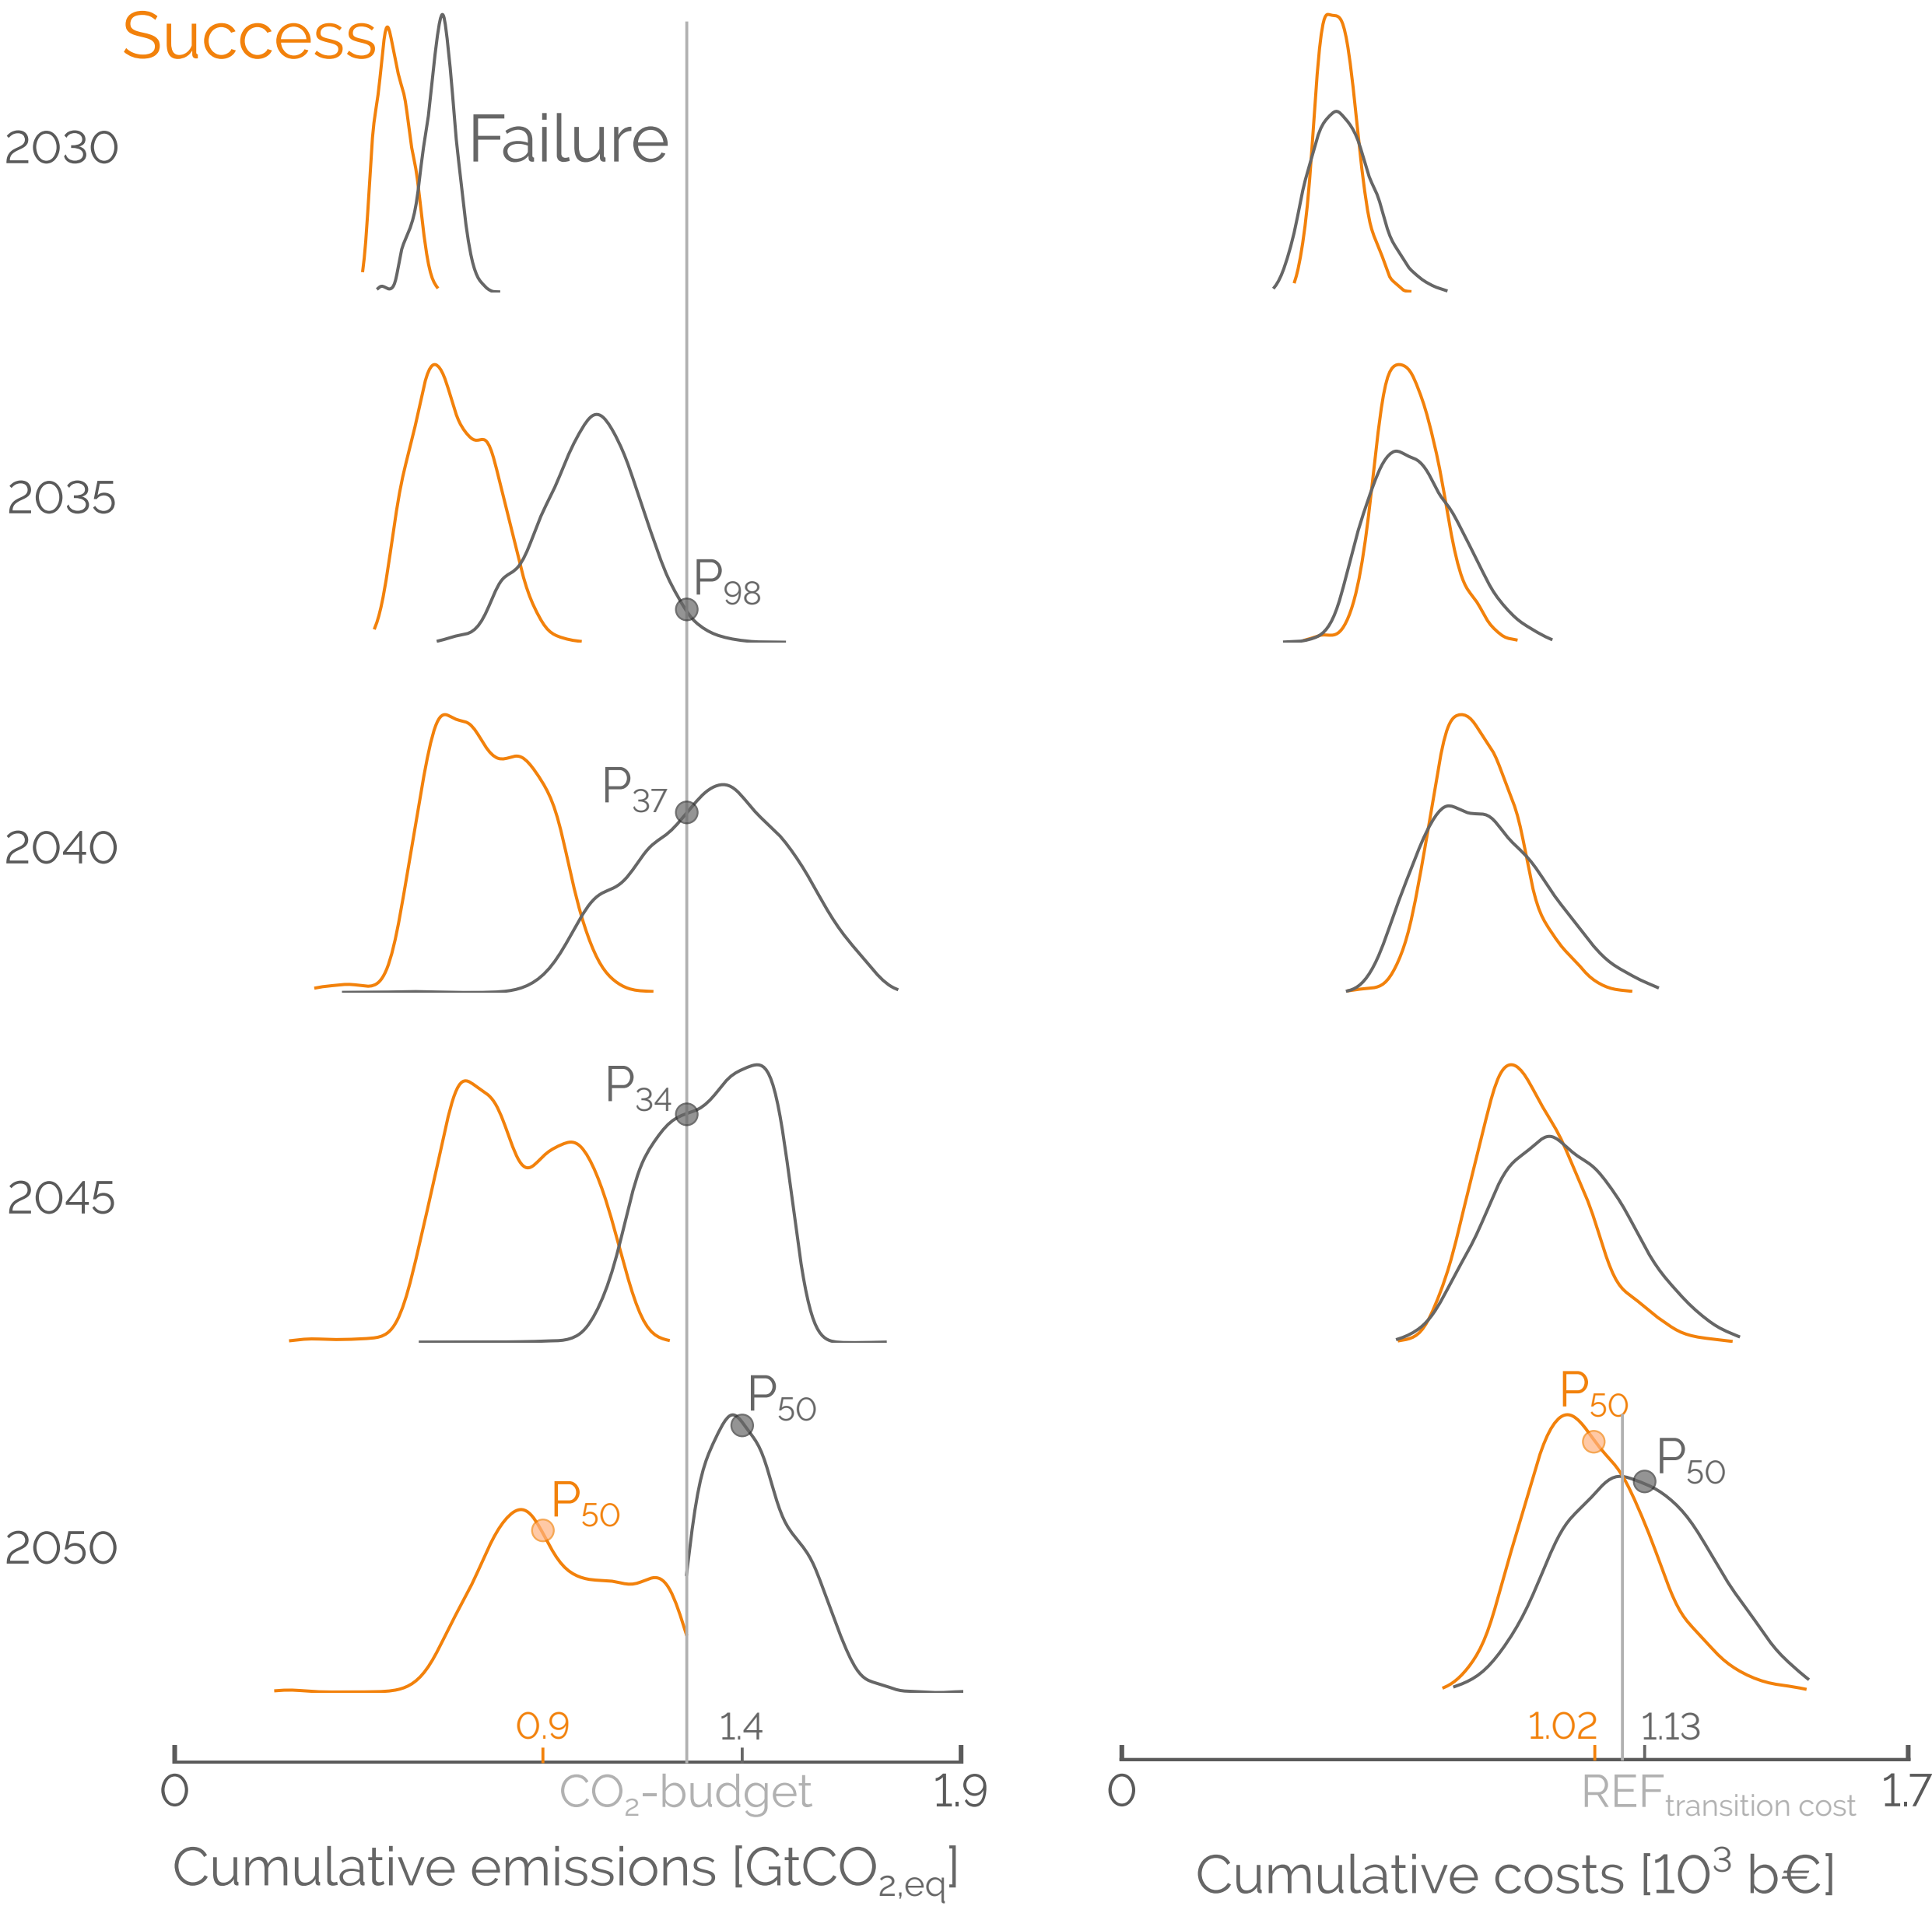 Success
Failure
2030
2035
P98
2040
P37
2045
P34
2050
P50
P50
P50
P50
0.9
1.4
1.02
1.13
0
CO2-budget
1.9
0
REFtransition cost
1.7
Cumulative emissions [GtCO2,eq]
Cumulative costs [10³ b€]